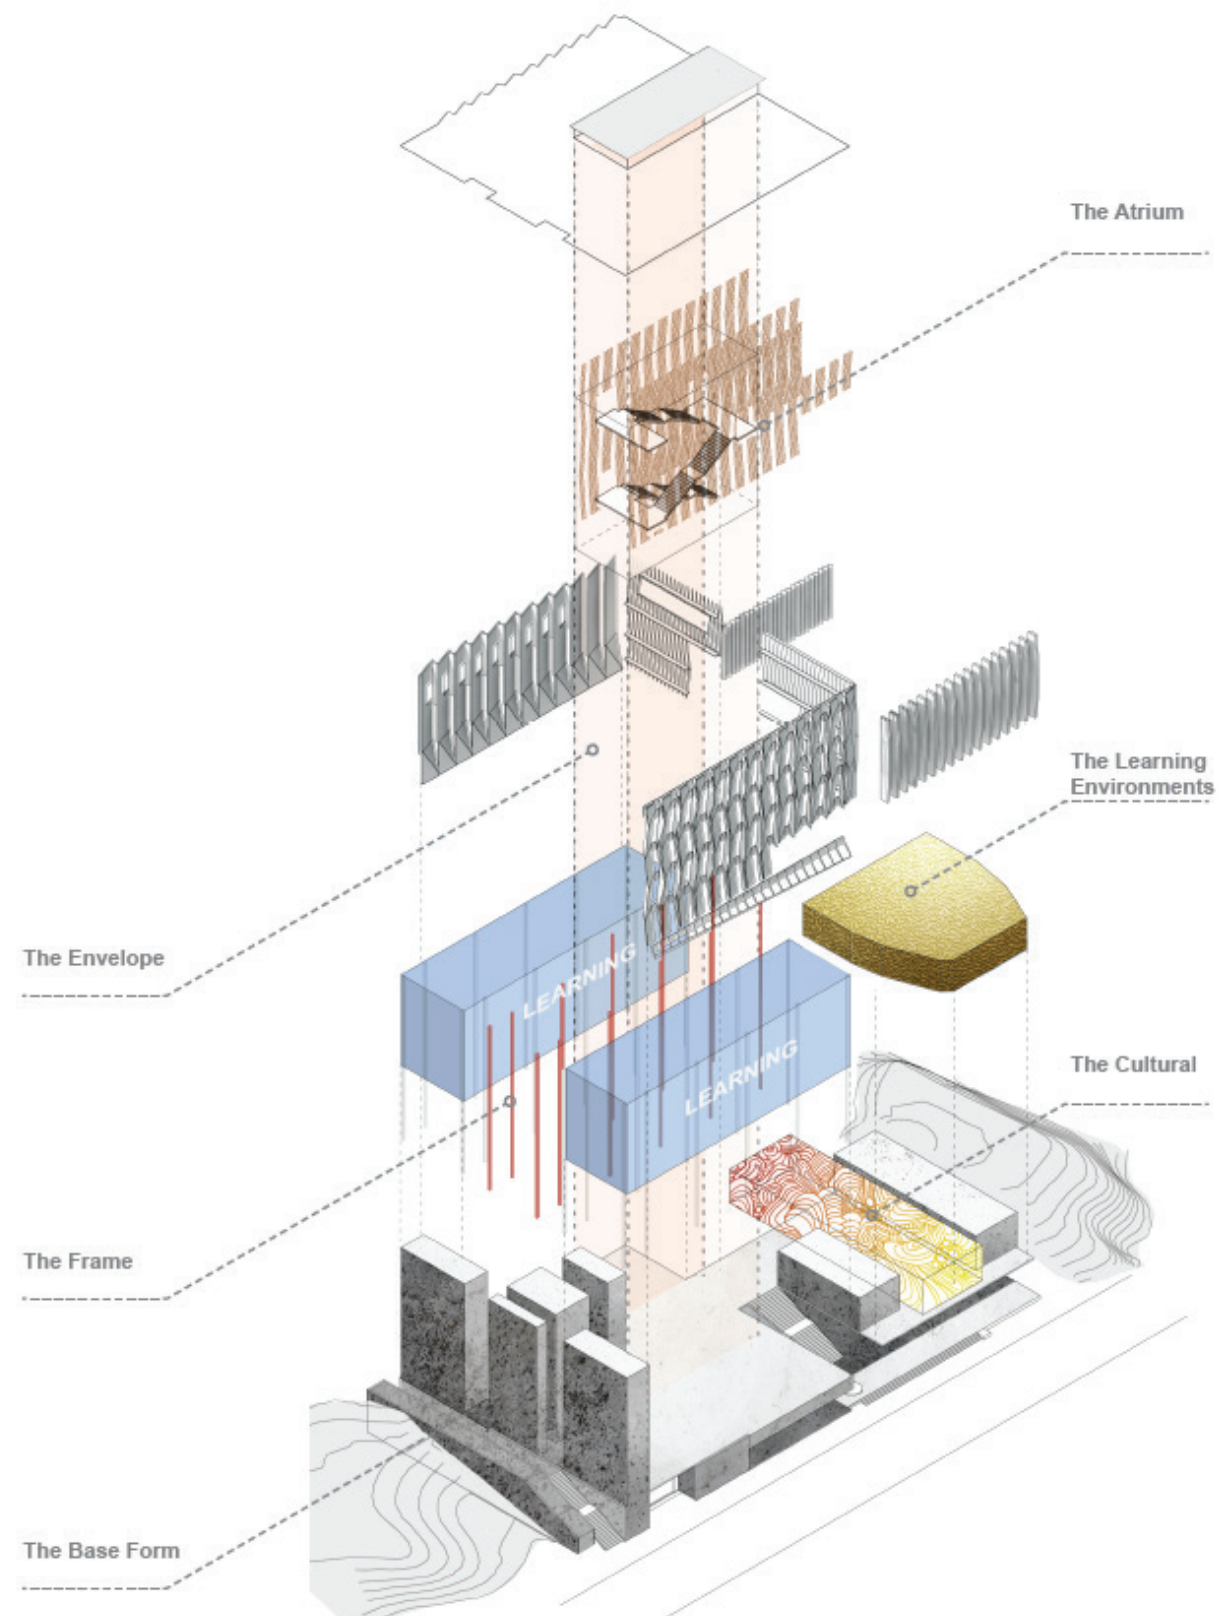 The Atrium
The Learning
Environments
The Envelope
LEARNING
LEARNING
The Cultural
The Frame
The Base Form